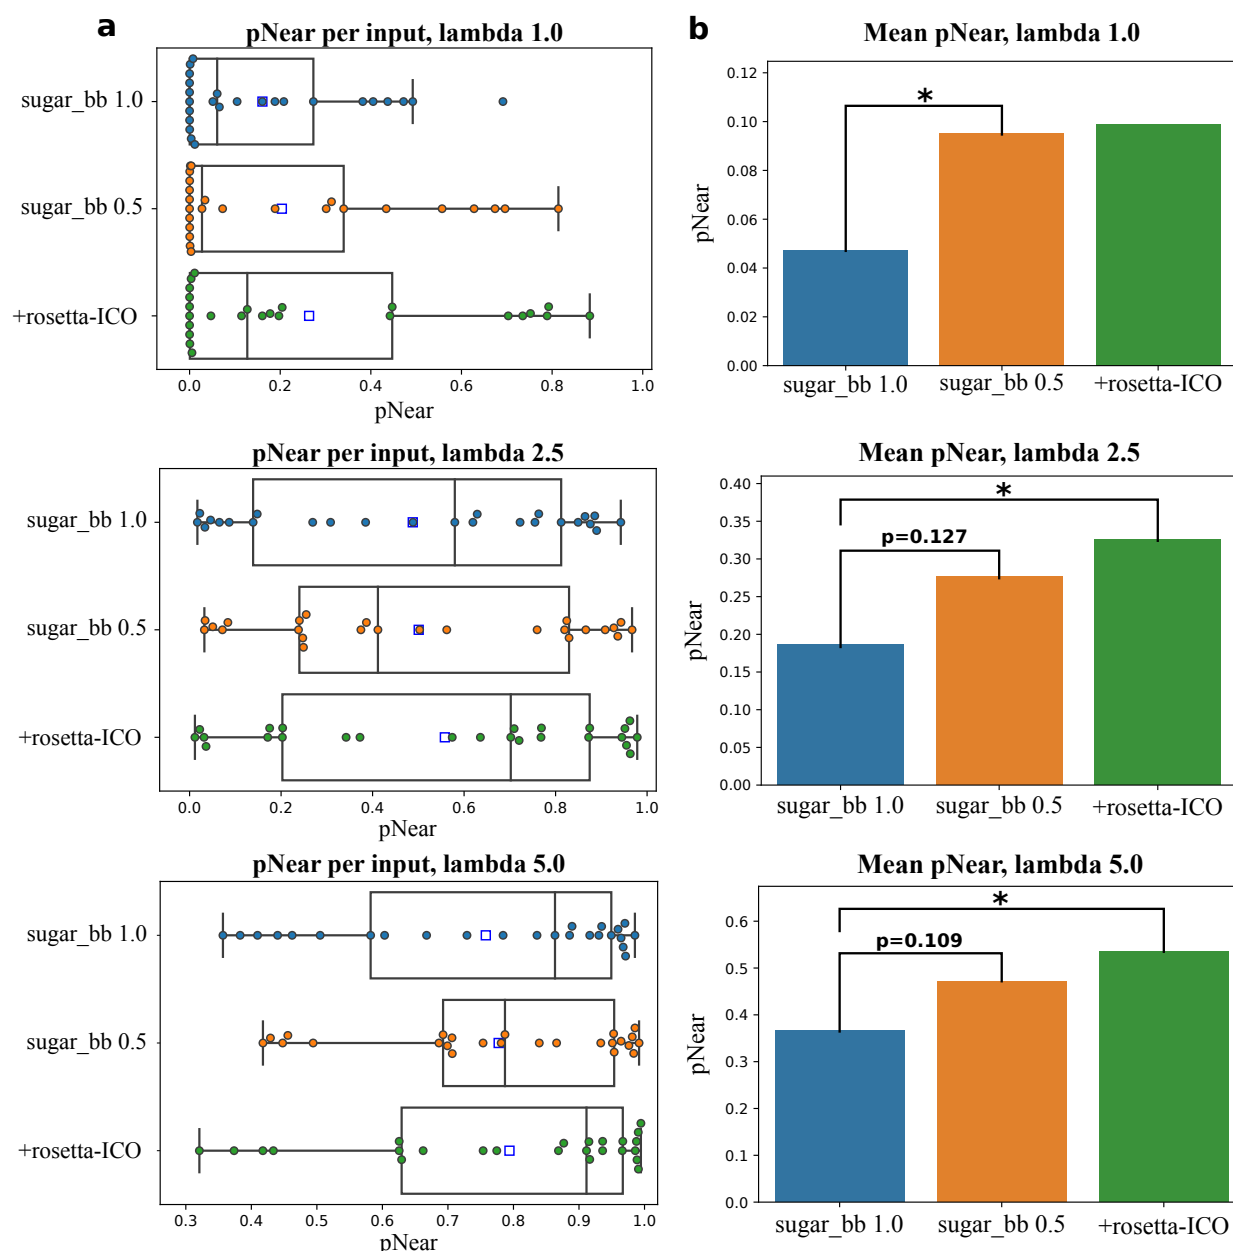 a
pNear per input, lambda 1.0
sugar_bb 1.0
sugar_bb 0.5
+rosetta-ICO
0.0 0.2 0.4 0.6 0.8 1.0
pNear
b
Mean pNear, lambda 1.0
pNear
0.12
0.10
0.08
0.06
0.04
0.02
0.00
*
sugar_bb 1.0 sugar_bb 0.5 +rosetta-ICO
pNear per input, lambda 2.5
sugar_bb 1.0
sugar_bb 0.5
+rosetta-ICO
0.0 0.2 0.4 0.6 0.8 1.0
pNear
Mean pNear, lambda 2.5
pNear
0.40
0.35
0.30
0.25
0.20
0.15
0.10
0.05
0.00
*
p=0.127
sugar_bb 1.0 sugar_bb 0.5 +rosetta-ICO
pNear per input, lambda 5.0
sugar_bb 1.0
sugar_bb 0.5
+rosetta-ICO
0.3 0.4 0.5 0.6 0.7 0.8 0.9 1.0
pNear
Mean pNear, lambda 5.0
pNear
0.6
0.5
0.4
0.3
0.2
0.1
0.0
*
p=0.109
sugar_bb 1.0 sugar_bb 0.5 +rosetta-ICO